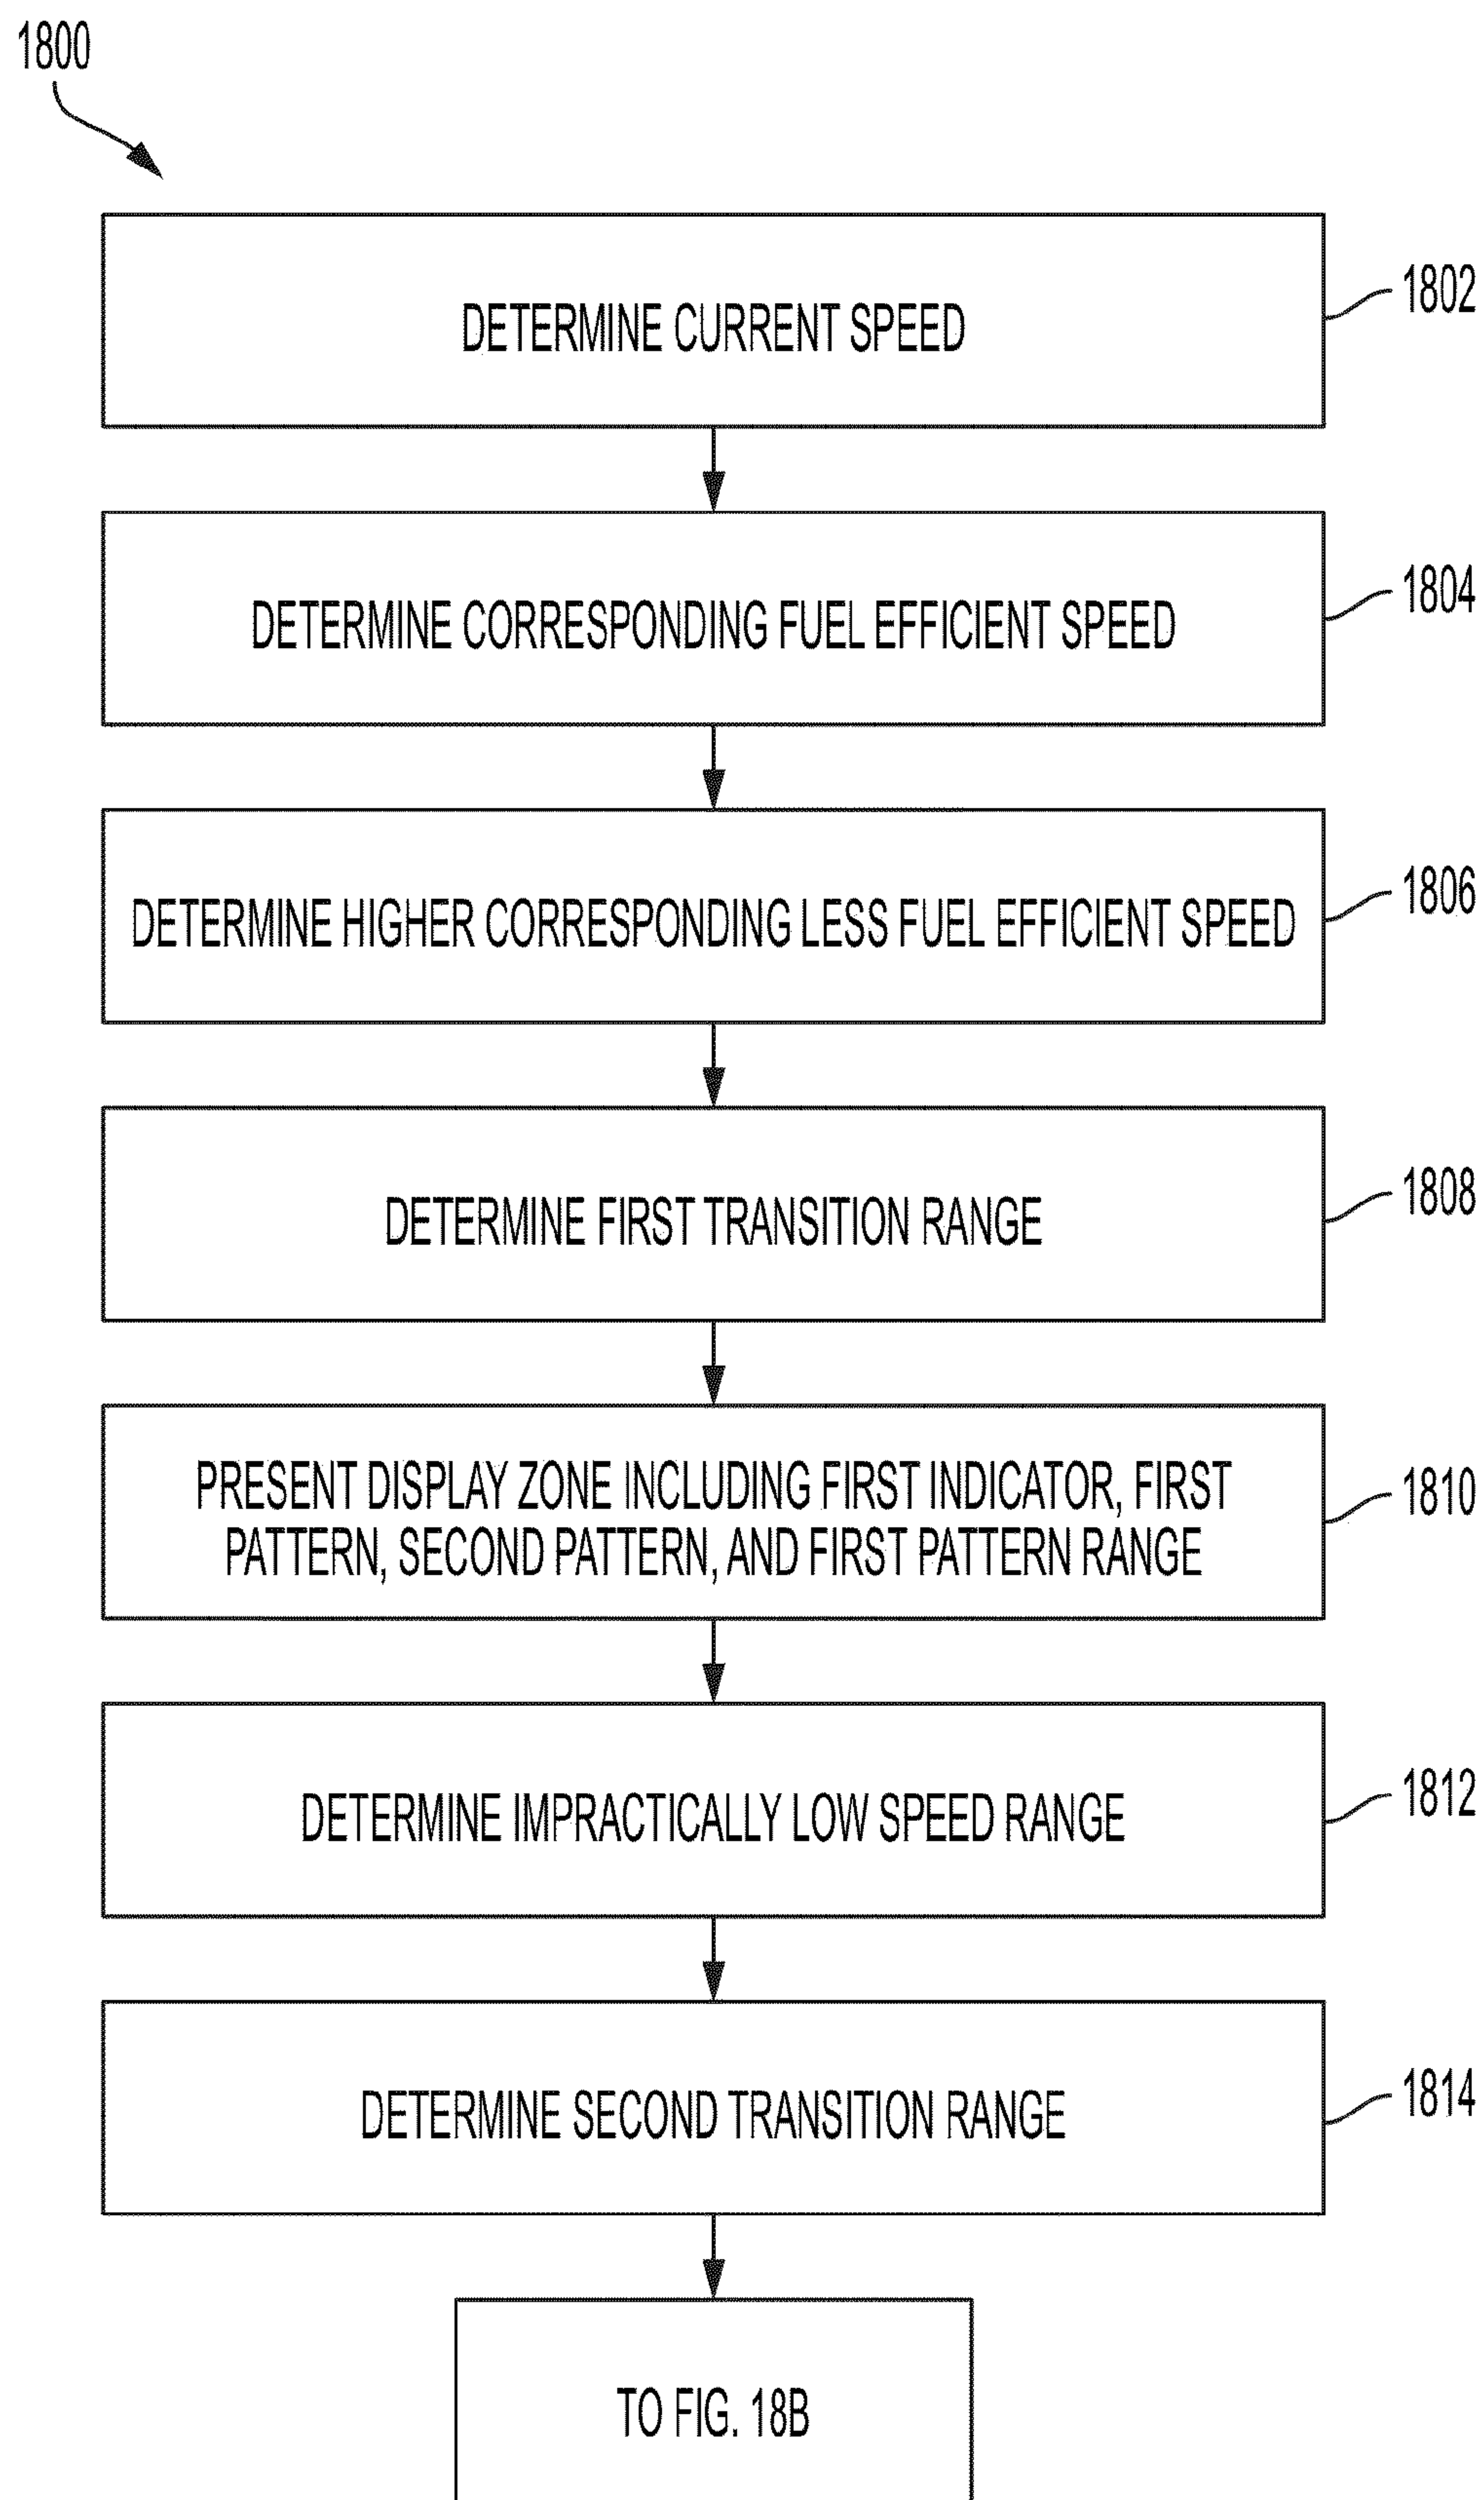 1800
DETERMINE CURRENT SPEED
1802
DETERMINE CORRESPONDING FUEL EFFICIENT SPEED
1804
DETERMINE HIGHER CORRESPONDING LESS FUEL EFFICIENT SPEED
1806
DETERMINE FIRST TRANSITION RANGE
1808
PRESENT DISPLAY ZONE INCLUDING FIRST INDICATOR, FIRST
PATTERN, SECOND PATTERN, AND FIRST PATTERN RANGE
1810
DETERMINE IMPRACTICALLY LOW SPEED RANGE
1812
DETERMINE SECOND TRANSITION RANGE
1814
TO FIG. 18B